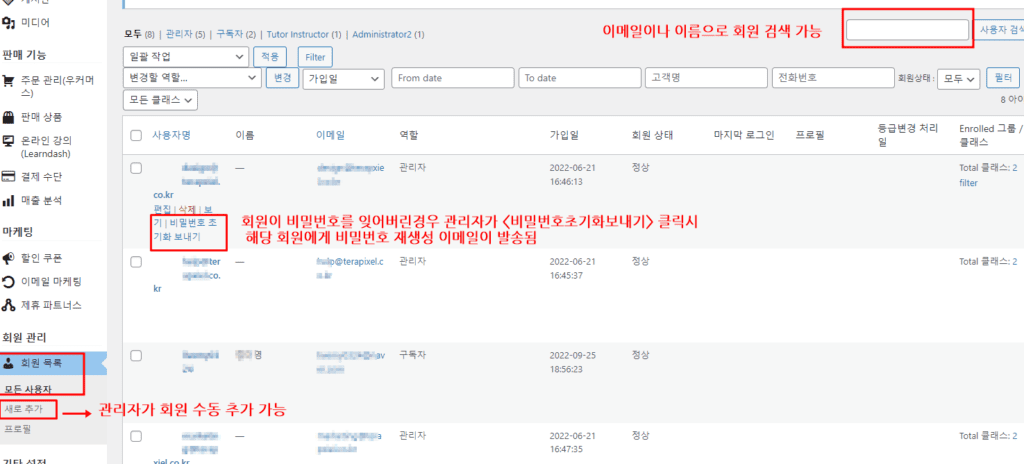 미디어
판매 기능
주문 관리(우커머
스)
판매 상품
온라인 강의
(Learndash)
결제 수단
매출 분석
마케팅
할인 쿠폰
이메일 마케팅
제휴 파트너스
회원 관리
회원 목록
모든 사용자
새로 추가
프로필
관리자가 회원 수동 추가 가능
이메일이나 이름으로 회원 검색 가능
사용자 검색
모두 (8) | 관리자 (5) | 구독자 (2) | Tutor Instructor (1) | Administrator2 (1)
일괄 작업 적용 Filter
변경할 역할... 변경 가입일 From date To date 고객명 전화번호 회원상태 : 모두 필터
모든 클래스 8 아이
사용자명 이름 이메일 역할 가입일 회원 상태 마지막 로그인 프로필 등급변경 처리 Enrolled 그룹 /
일 클래스
— 관리자 2022-06-21 정상 Total 클래스: 2
16:46:13 filter
co.kr
편집 | 삭제 | 보
기 | 비밀번호 초
기화 보내기
회원이 비밀번호를 잊어버린경우 관리자가 <비밀번호초기화보내기> 클릭시
해당 회원에게 비밀번호 재생성 이메일이 발송됨
— help@terapixel.c 관리자 2022-06-21 정상 Total 클래스: 2
16:45:37
co.
kr
명 구독자 2022-09-25 정상
18:56:23
— 관리자 2022-06-21 정상 Total 클래스: 2
16:47:35
xiel.co.kr